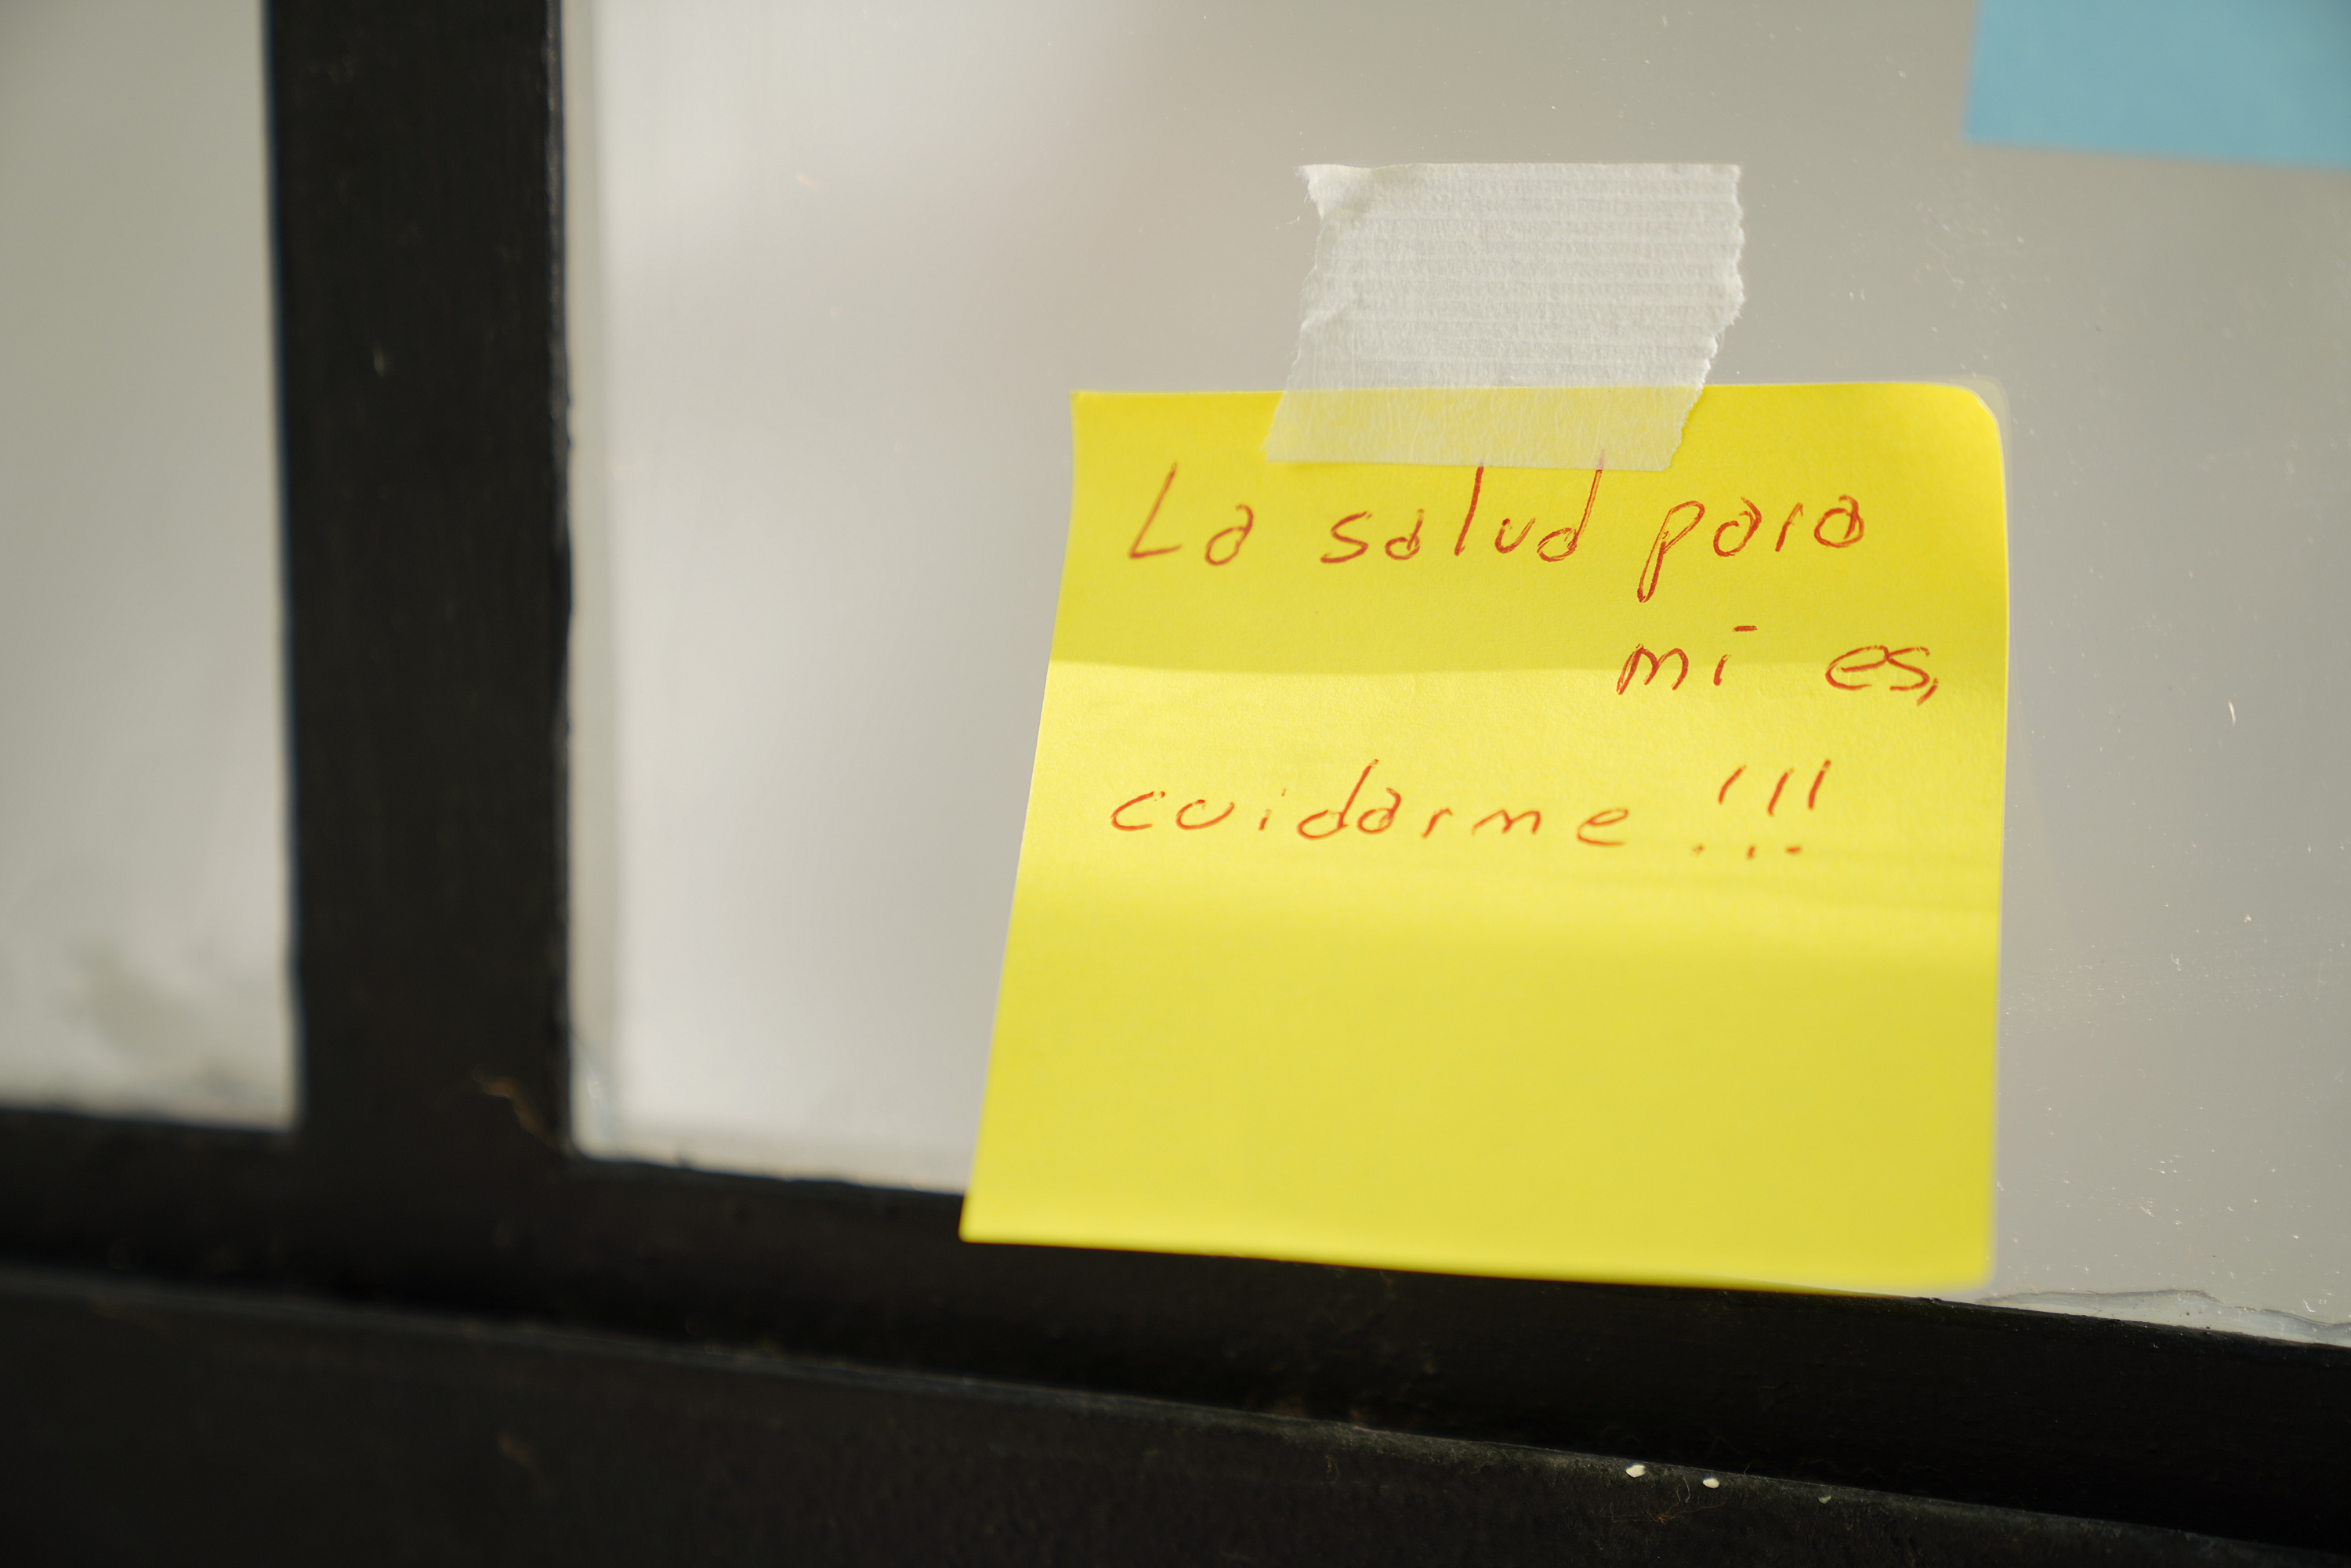 La salud para
mi es,
cuidarme!!!